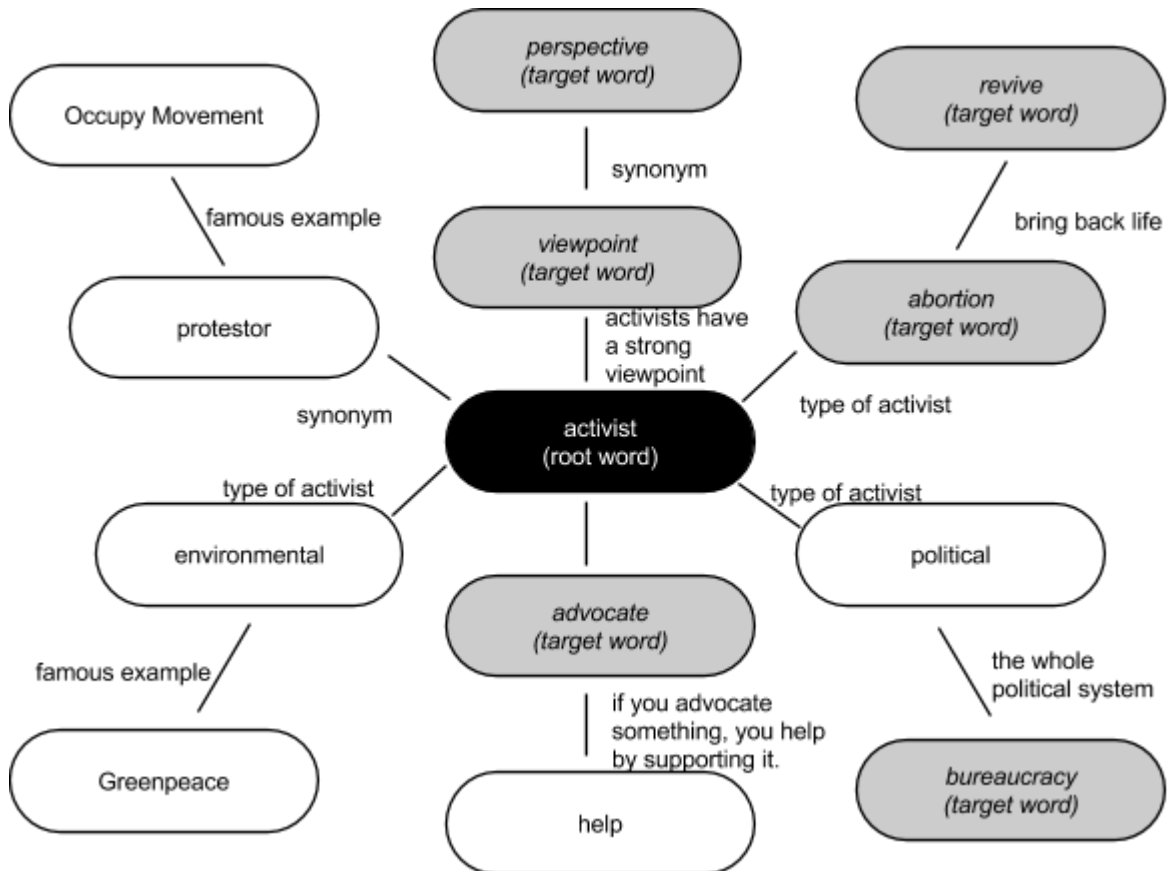 perspective
(target word)
Occupy Movement
revive
(target word)
synonym
famous example
bring back life
viewpoint
(target word)
abortion
(target word)
protestor
activists have
a strong
viewpoint
type of activist
synonym
activist
(root word)
type of activist
type of activist
environmental
political
advocate
(target word)
famous example
the whole
political system
if you advocate
something, you help
by supporting it.
Greenpeace
bureaucracy
(target word)
help